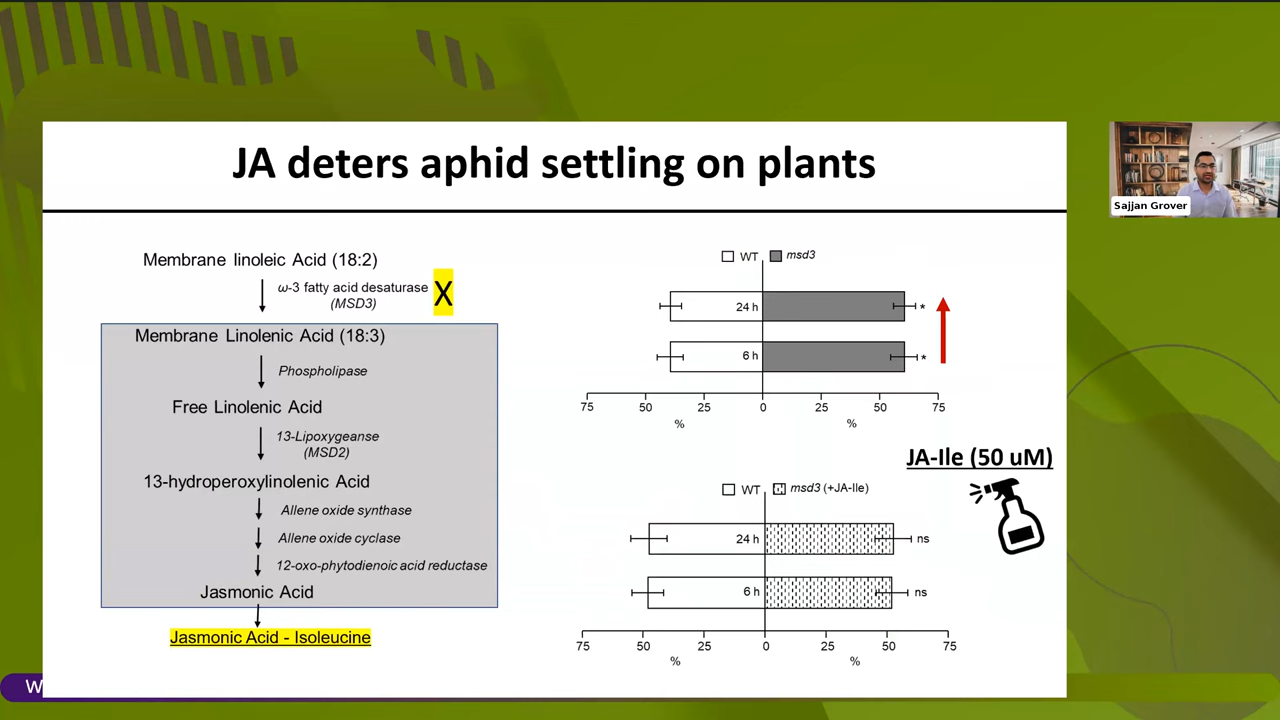 JA deters aphid settling on plants
Sajjan Grover
Membrane linoleic Acid (18:2)
ω-3 fatty acid desaturase
(MSD3)
X
Membrane Linolenic Acid (18:3)
Phospholipase
Free Linolenic Acid
13-Lipoxygeanse
(MSD2)
13-hydroperoxylinolenic Acid
Allene oxide synthase
Allene oxide cyclase
12-oxo-phytodienoic acid reductase
Jasmonic Acid
Jasmonic Acid - Isoleucine
WT msd3
24 h *
6 h *
75 50 25 0 25 50 75
% %
JA-Ile (50 uM)
WT msd3 (+JA-Ile)
24 h ns
6 h ns
75 50 25 0 25 50 75
% %
W